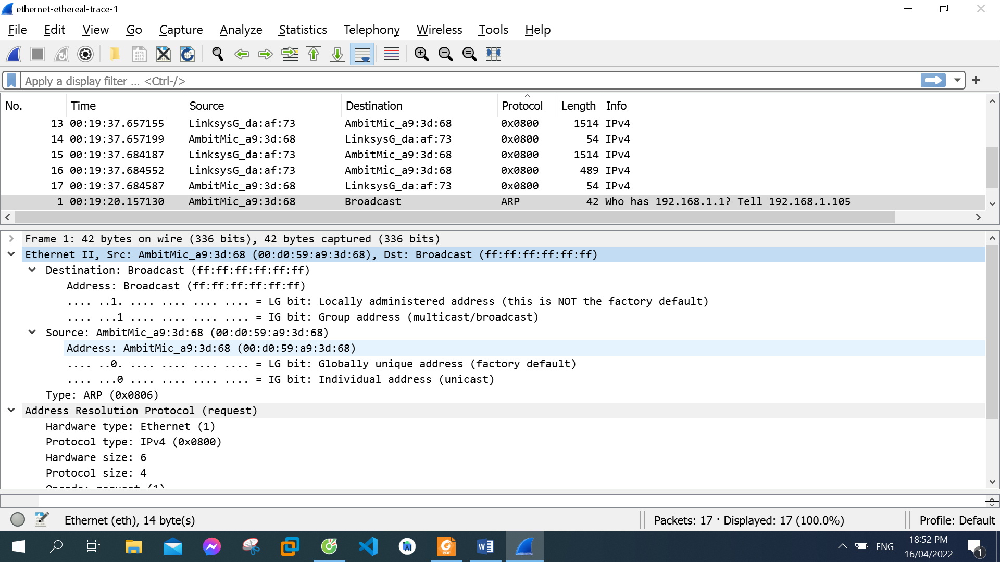 ethernet-ethereal-trace-1
File Edit View Go Capture Analyze Statistics Telephony Wireless Tools Help
Apply a display filter ... <Ctrl-/>
No. Time Source Destination Protocol Length Info
13 00:19:37.657155 LinksysG_da:af:73 AmbitMic_a9:3d:68 0x0800 1514 IPv4
14 00:19:37.657199 AmbitMic_a9:3d:68 LinksysG_da:af:73 0x0800 54 IPv4
15 00:19:37.684187 LinksysG_da:af:73 AmbitMic_a9:3d:68 0x0800 1514 IPv4
16 00:19:37.684552 LinksysG_da:af:73 AmbitMic_a9:3d:68 0x0800 489 IPv4
17 00:19:37.684587 AmbitMic_a9:3d:68 LinksysG_da:af:73 0x0800 54 IPv4
1 00:19:20.157130 AmbitMic_a9:3d:68 Broadcast ARP 42 Who has 192.168.1.1? Tell 192.168.1.105
Frame 1: 42 bytes on wire (336 bits), 42 bytes captured (336 bits)
Ethernet II, Src: AmbitMic_a9:3d:68 (00:d0:59:a9:3d:68), Dst: Broadcast (ff:ff:ff:ff:ff:ff)
Destination: Broadcast (ff:ff:ff:ff:ff:ff)
Address: Broadcast (ff:ff:ff:ff:ff:ff)
.... ..1. .... .... .... .... = LG bit: Locally administered address (this is NOT the factory default)
.... ...1 .... .... .... .... = IG bit: Group address (multicast/broadcast)
Source: AmbitMic_a9:3d:68 (00:d0:59:a9:3d:68)
Address: AmbitMic_a9:3d:68 (00:d0:59:a9:3d:68)
.... ..0. .... .... .... .... = LG bit: Globally unique address (factory default)
.... ...0 .... .... .... .... = IG bit: Individual address (unicast)
Type: ARP (0x0806)
Address Resolution Protocol (request)
Hardware type: Ethernet (1)
Protocol type: IPv4 (0x0800)
Hardware size: 6
Protocol size: 4
Opcode: request (1)
Ethernet (eth), 14 byte(s) Packets: 17 · Displayed: 17 (100.0%) Profile: Default
PDF
ENG
18:52 PM
16/04/2022
1